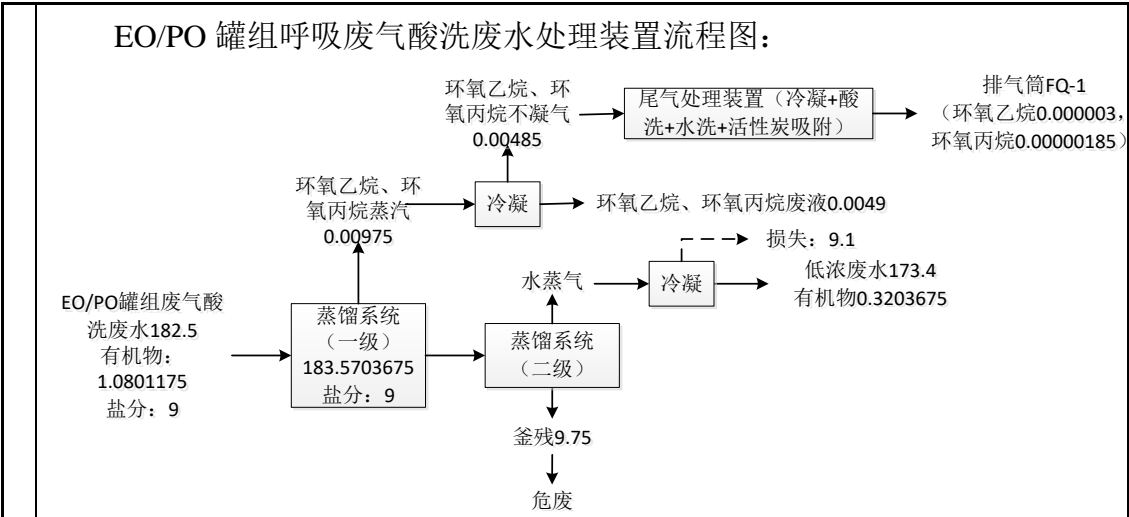 EO/PO 罐组呼吸废气酸洗废水处理装置流程图：
环氧乙烷、环
氧丙烷不凝气
0.00485
尾气处理装置（冷凝+酸
洗+水洗+活性炭吸附）
排气筒FQ-1
（环氧乙烷0.000003，
环氧丙烷0.00000185）
环氧乙烷、环
氧丙烷蒸汽
0.00975
冷凝
环氧乙烷、环氧丙烷废液0.0049
损失：9.1
水蒸气
冷凝
低浓废水173.4
有机物0.3203675
EO/PO罐组废气酸
洗废水182.5
有机物：
1.0801175
盐分：9
蒸馏系统
（一级）
183.5703675
盐分：9
蒸馏系统
（二级）
釜残9.75
危废